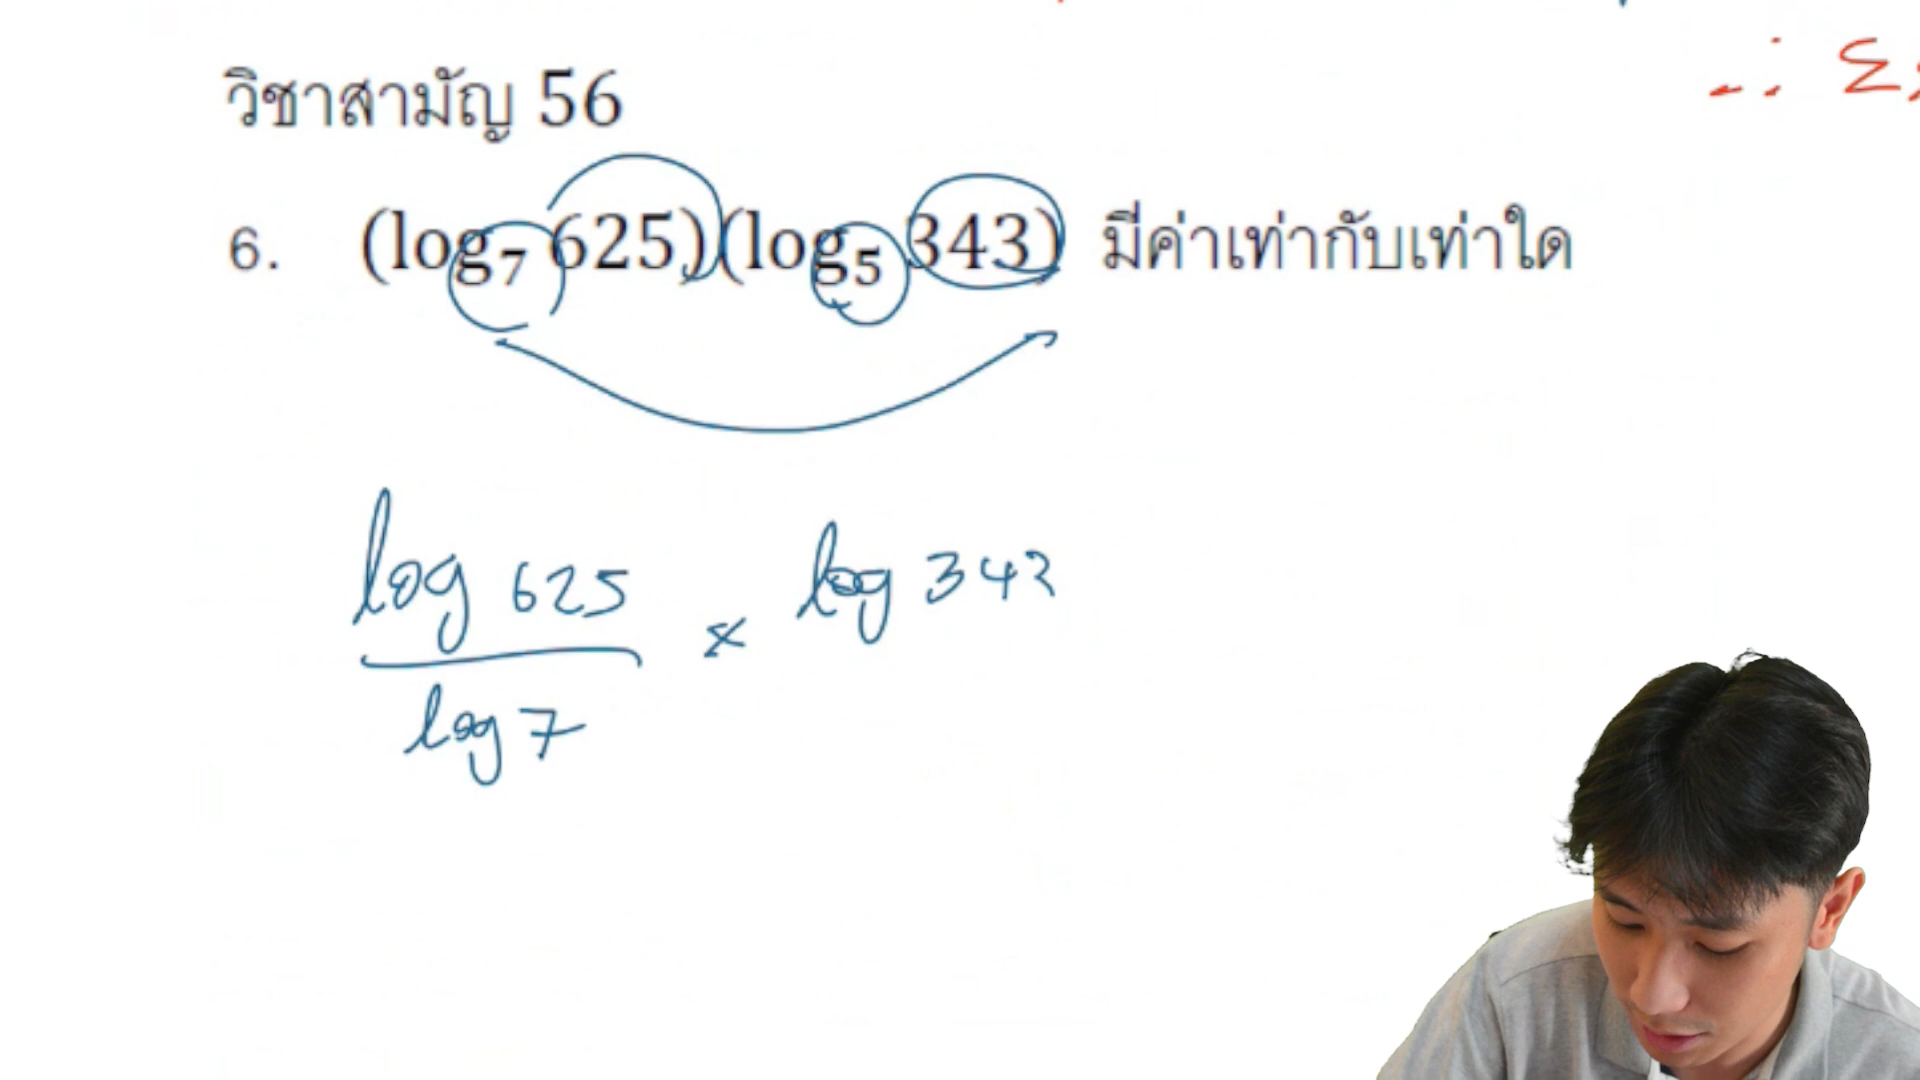 ∴ Σ
วิชาสามัญ 56
6. (log₇ 625)(log₅ 343) มีค่าเท่ากับเท่าใด
log 625 × log 343
log 7